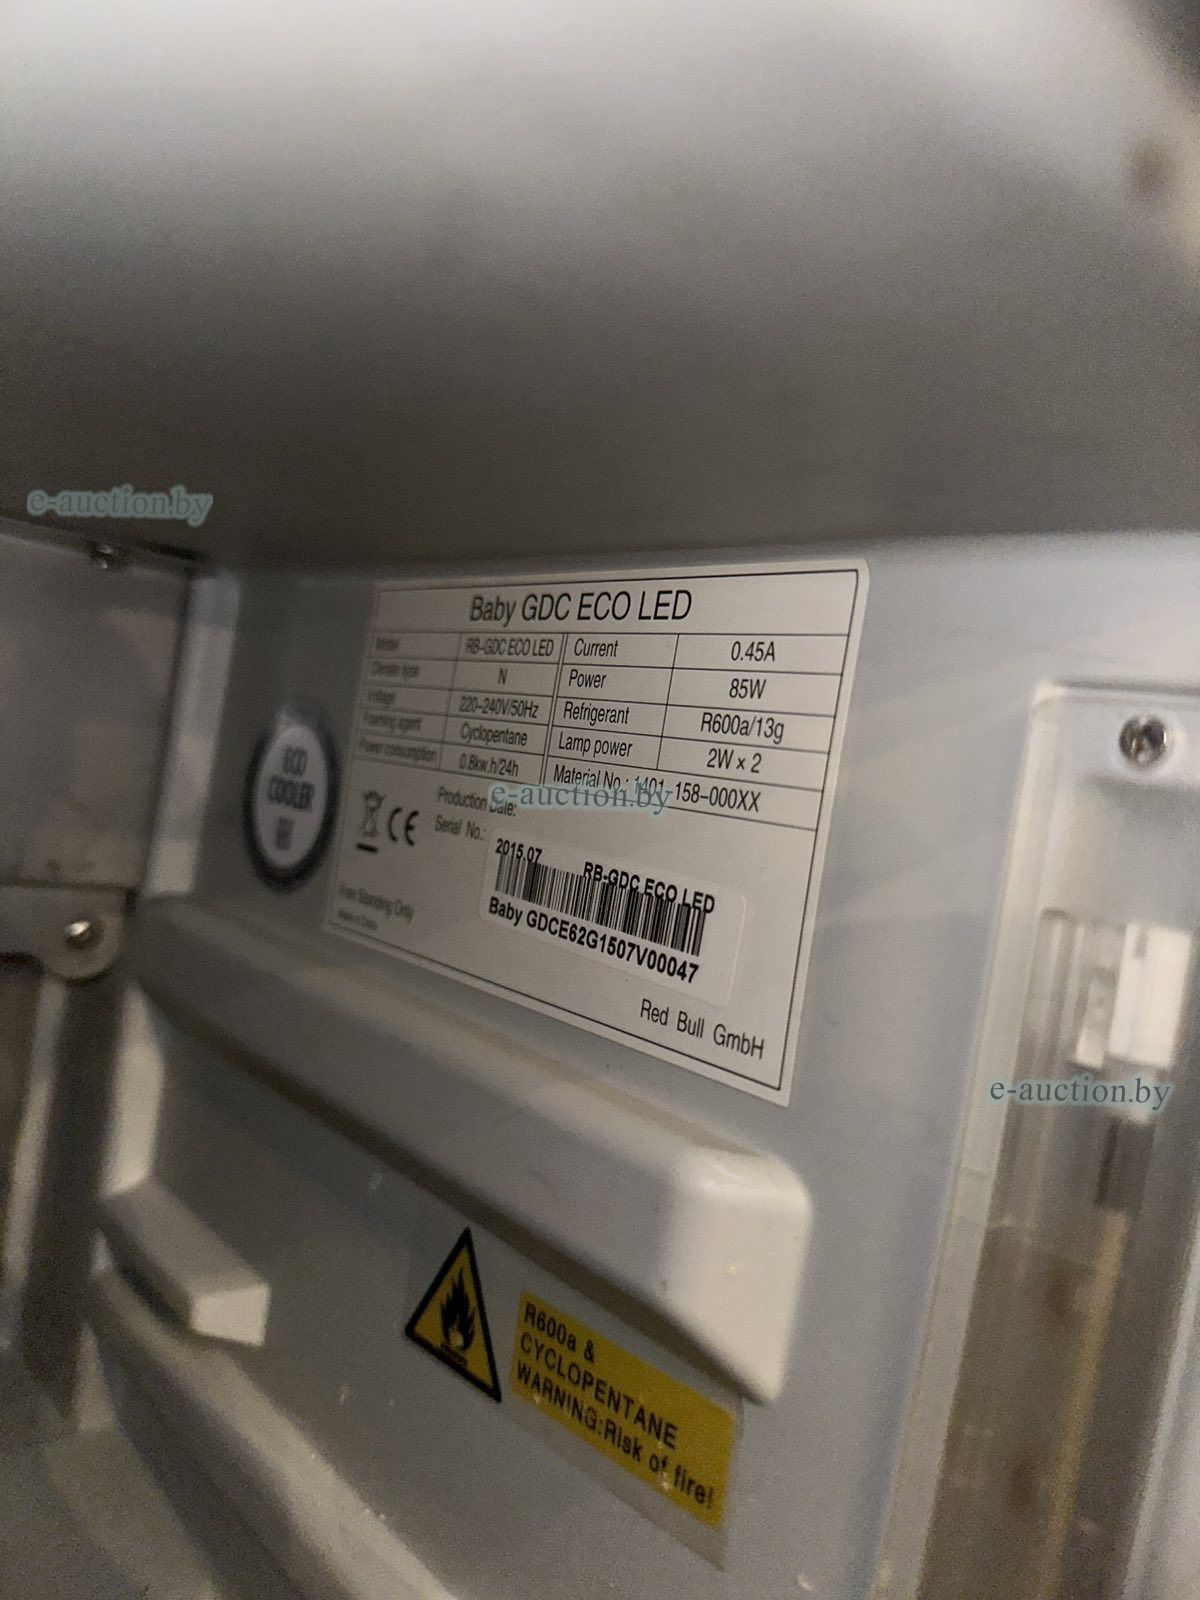 e-auction.by
Baby GDC ECO LED
Model RB-GDC ECO LED Current 0.45A
Climate type N Power 85W
Voltage 220-240V/50Hz Refrigerant R600a/13g
Foaming agent Cyclopentane Lamp power 2W × 2
Power consumption 0.8kw.h/24h Material No.: 1401-158-000XX
e-auction.by
Production Date:
Serial No.:
CE
2015.07 RB-GDC ECO LED
Baby GDCE62G1507V00047
Free Standing Only
Made in
Red Bull GmbH
ECO
COOLER
e-auction.by
R600a &
CYCLOPENTANE
WARNING:Risk of fire!